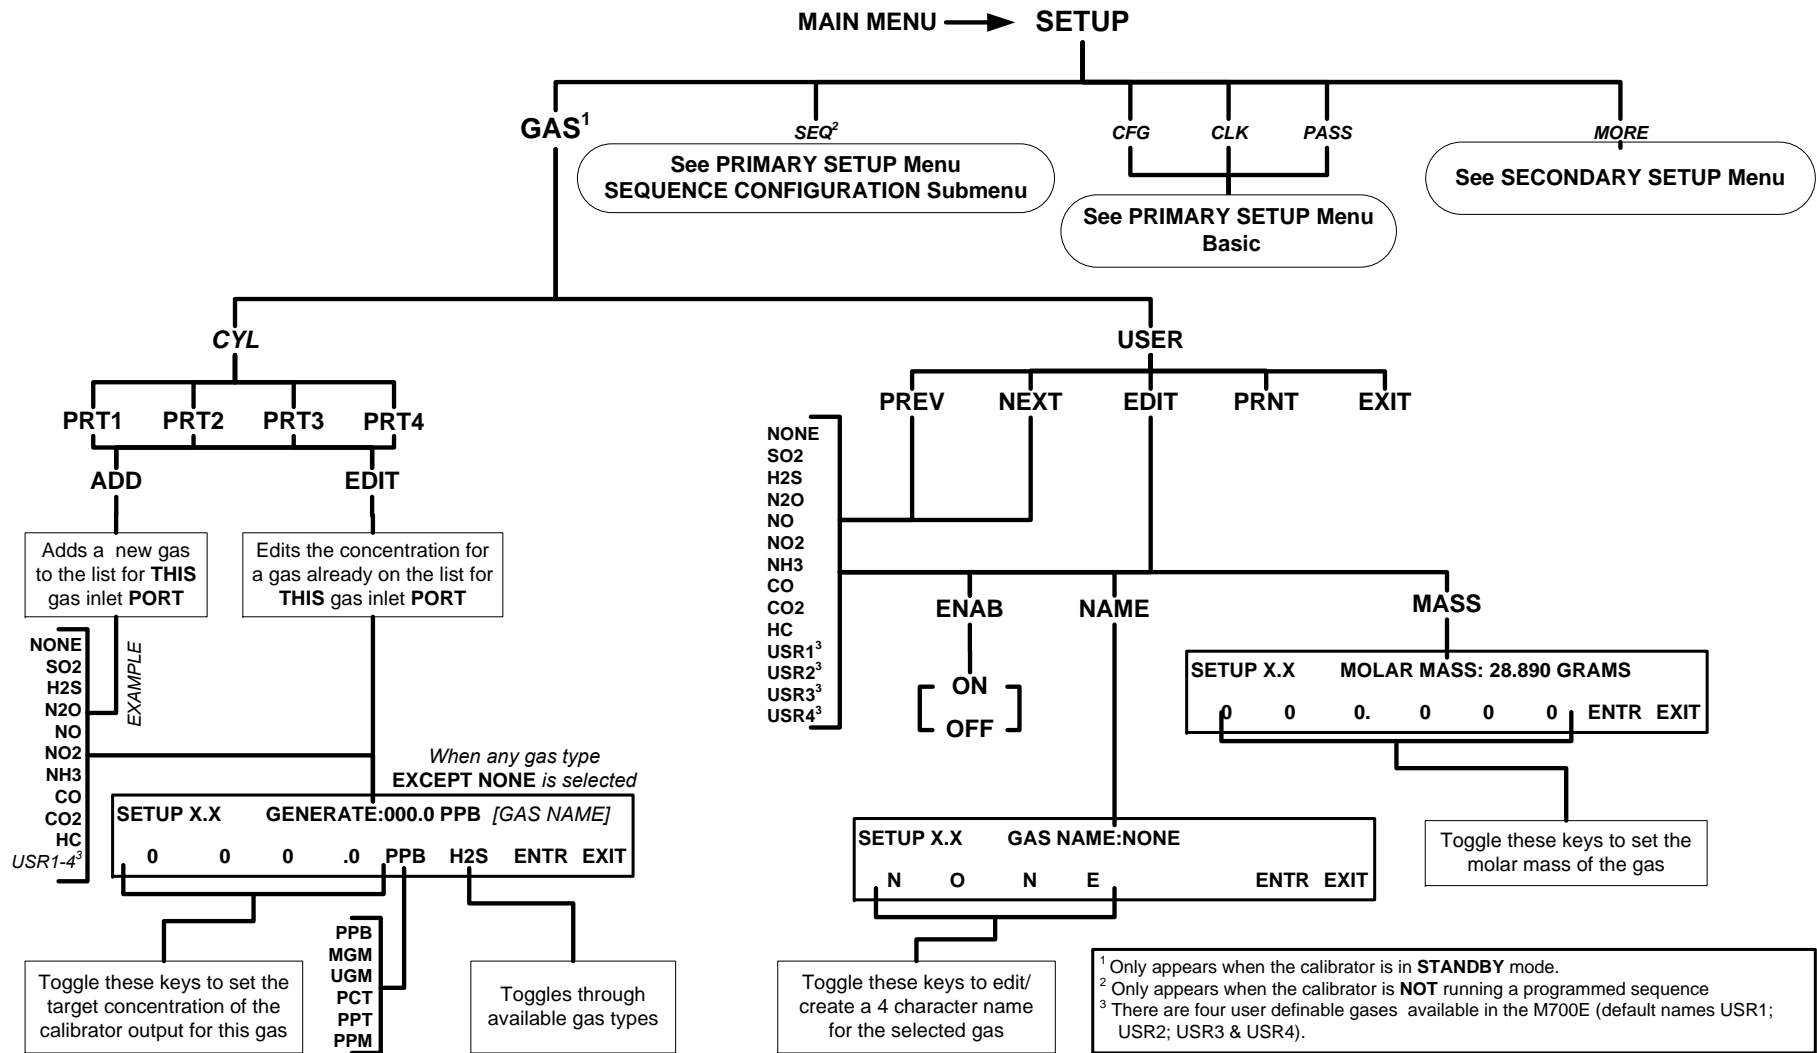 MAIN MENU SETUP
GAS1
SEQ2
CFG CLK PASS
MORE
See PRIMARY SETUP Menu
SEQUENCE CONFIGURATION Submenu
See PRIMARY SETUP Menu
Basic
See SECONDARY SETUP Menu
CYL
PRT1 PRT2 PRT3 PRT4
ADD EDIT
Adds a new gas
to the list for THIS
gas inlet PORT
Edits the concentration for
a gas already on the list for
THIS gas inlet PORT
NONE
SO2
H2S
N2O
NO
NO2
NH3
CO
CO2
HC
USR1-43
EXAMPLE
When any gas type
EXCEPT NONE is selected
SETUP X.X GENERATE:000.0 PPB [GAS NAME]
0 0 0 .0 PPB H2S ENTR EXIT
Toggle these keys to set the
target concentration of the
calibrator output for this gas
PPB
MGM
UGM
PCT
PPT
PPM
Toggles through
available gas types
USER
PREV NEXT EDIT PRNT EXIT
NONE
SO2
H2S
N2O
NO
NO2
NH3
CO
CO2
HC
USR13
USR23
USR33
USR43
ENAB NAME MASS
ON
OFF
SETUP X.X MOLAR MASS: 28.890 GRAMS
0 0 0. 0 0 0 ENTR EXIT
Toggle these keys to set the
molar mass of the gas
SETUP X.X GAS NAME:NONE
N O N E ENTR EXIT
Toggle these keys to edit/
create a 4 character name
for the selected gas
1 Only appears when the calibrator is in STANDBY mode.
2 Only appears when the calibrator is NOT running a programmed sequence
3 There are four user definable gases available in the M700E (default names USR1;
USR2; USR3 & USR4).